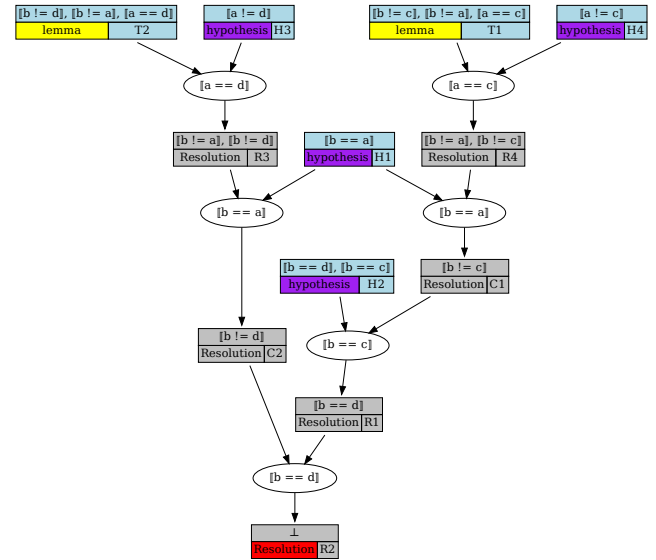 ⟦b != d⟧, ⟦b != a⟧, ⟦a == d⟧
lemma T2
⟦a != d⟧
hypothesis H3
⟦b != c⟧, ⟦b != a⟧, ⟦a == c⟧
lemma T1
⟦a != c⟧
hypothesis H4
⟦a == d⟧
⟦a == c⟧
⟦b != a⟧, ⟦b != d⟧
Resolution R3
⟦b == a⟧
hypothesis H1
⟦b != a⟧, ⟦b != c⟧
Resolution R4
⟦b == a⟧
⟦b == a⟧
⟦b == d⟧, ⟦b == c⟧
hypothesis H2
⟦b != c⟧
Resolution C1
⟦b != d⟧
Resolution C2
⟦b == c⟧
⟦b == d⟧
Resolution R1
⟦b == d⟧
⊥
Resolution R2